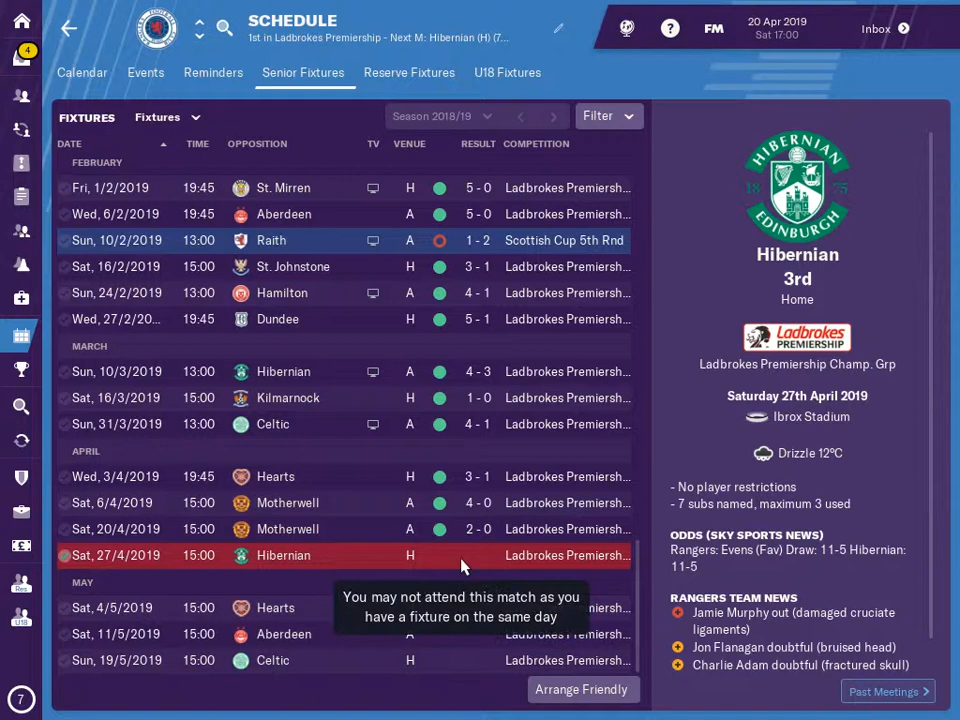 SCHEDULE
1st in Ladbrokes Premiership - Next M: Hibernian (H) (7...
20 Apr 2019
Sat 17:00
? FM Inbox
4
Calendar Events Reminders Senior Fixtures Reserve Fixtures U18 Fixtures
FIXTURES Fixtures Season 2018/19 Filter
DATE TIME OPPOSITION TV VENUE RESULT COMPETITION
FEBRUARY
Fri, 1/2/2019 19:45 St. Mirren H 5 - 0 Ladbrokes Premiersh...
Wed, 6/2/2019 19:45 Aberdeen A 5 - 0 Ladbrokes Premiersh...
Sun, 10/2/2019 13:00 Raith A 1 - 2 Scottish Cup 5th Rnd
Sat, 16/2/2019 15:00 St. Johnstone H 3 - 1 Ladbrokes Premiersh...
Sun, 24/2/2019 13:00 Hamilton A 4 - 1 Ladbrokes Premiersh...
Wed, 27/2/20... 19:45 Dundee H 5 - 1 Ladbrokes Premiersh...
MARCH
Sun, 10/3/2019 13:00 Hibernian A 4 - 3 Ladbrokes Premiersh...
Sat, 16/3/2019 15:00 Kilmarnock H 1 - 0 Ladbrokes Premiersh...
Sun, 31/3/2019 13:00 Celtic A 4 - 1 Ladbrokes Premiersh...
APRIL
Wed, 3/4/2019 19:45 Hearts H 3 - 1 Ladbrokes Premiersh...
Sat, 6/4/2019 15:00 Motherwell A 4 - 0 Ladbrokes Premiersh...
Sat, 20/4/2019 15:00 Motherwell A 2 - 0 Ladbrokes Premiersh...
Sat, 27/4/2019 15:00 Hibernian H Ladbrokes Premiersh...
MAY
You may not attend this match as you
have a fixture on the same day
Sat, 4/5/2019 15:00 Hearts Ladbrokes Premiersh...
Sat, 11/5/2019 15:00 Aberdeen Ladbrokes Premiersh...
Sun, 19/5/2019 15:00 Celtic H Ladbrokes Premiersh...
Arrange Friendly
HIBERNIAN
18 75
EDINBURGH
Hibernian
3rd
Home
Ladbrokes
PREMIERSHIP
Ladbrokes Premiership Champ. Grp
Saturday 27th April 2019
Ibrox Stadium
Drizzle 12ºC
- No player restrictions
- 7 subs named, maximum 3 used
ODDS (SKY SPORTS NEWS)
Rangers: Evens (Fav) Draw: 11-5 Hibernian:
11-5
RANGERS TEAM NEWS
Jamie Murphy out (damaged cruciate
ligaments)
Jon Flanagan doubtful (bruised head)
Charlie Adam doubtful (fractured skull)
Past Meetings
Res
U18
7